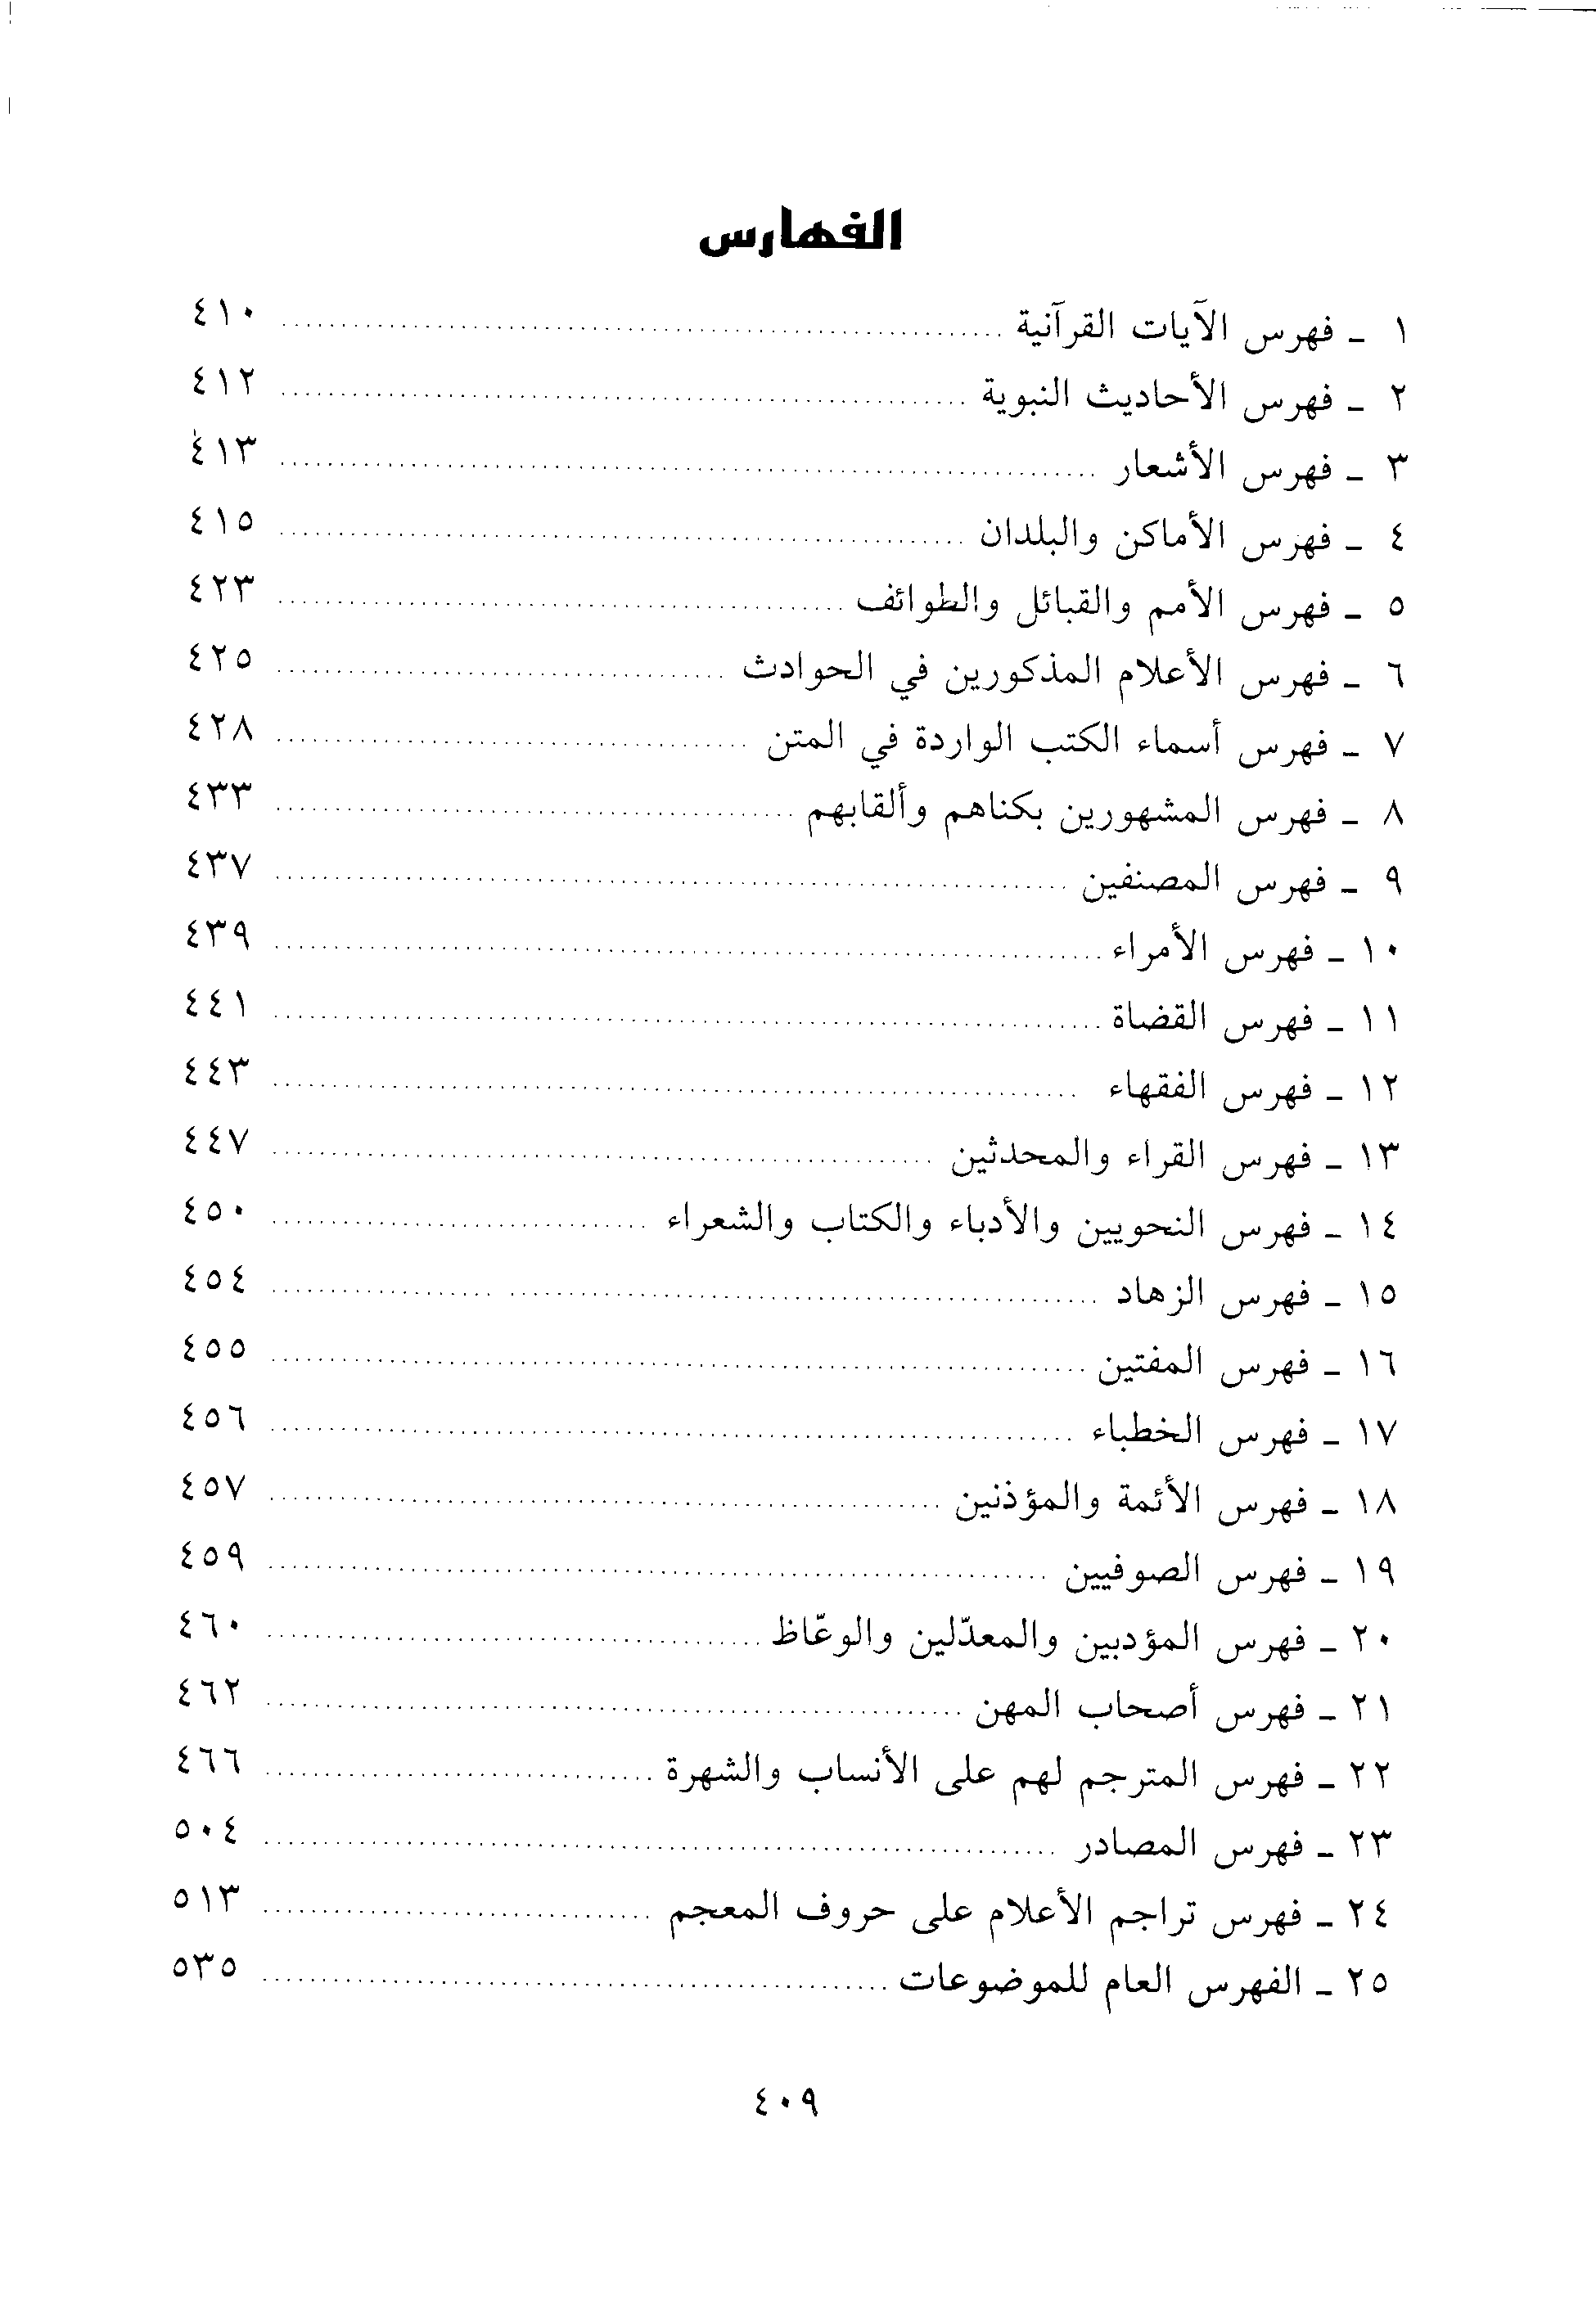 الفهارس
١ ـ فهرس الآيات القرآنية ٤١٠
٢ ـ فهرس الأحاديث النبوية ٤١٢
٣ ـ فهرس الأشعار ٤١٣
٤ ـ فهرس الأماكن والبلدان ٤١٥
٥ ـ فهرس الأمم والقبائل والطوائف ٤٢٣
٦ ـ فهرس الأعلام المذكورين في الحوادث ٤٢٥
٧ ـ فهرس أسماء الكتب الواردة في المتن ٤٢٨
٨ ـ فهرس المشهورين بكناهم وألقابهم ٤٣٣
٩ ـ فهرس المصنفين ٤٣٧
١٠ ـ فهرس الأمراء ٤٣٩
١١ ـ فهرس القضاة ٤٤١
١٢ ـ فهرس الفقهاء ٤٤٣
١٣ ـ فهرس القراء والمحدثين ٤٤٧
١٤ ـ فهرس النحويين والأدباء والكتاب والشعراء ٤٥٠
١٥ ـ فهرس الزهاد ٤٥٤
١٦ ـ فهرس المفتين ٤٥٥
١٧ ـ فهرس الخطباء ٤٥٦
١٨ ـ فهرس الأئمة والمؤذنين ٤٥٧
١٩ ـ فهرس الصوفيين ٤٥٩
٢٠ ـ فهرس المؤدبين والمعدّلين والوعّاظ ٤٦٠
٢١ ـ فهرس أصحاب المهن ٤٦٢
٢٢ ـ فهرس المترجم لهم على الأنساب والشهرة ٤٦٦
٢٣ ـ فهرس المصادر ٥٠٤
٢٤ ـ فهرس تراجم الأعلام على حروف المعجم ٥١٣
٢٥ ـ الفهرس العام للموضوعات ٥٣٥
٤٠٩